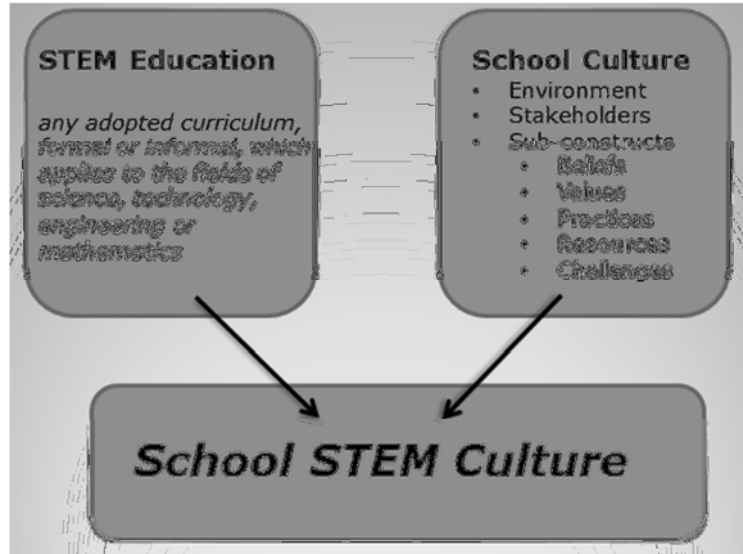 STEM Education
any adopted curriculum,
formal or informal, which
applies to the fields of
science, technology,
engineering or
mathematics
School Culture
• Environment
• Stakeholders
• Sub-constructs
• Beliefs
• Values
• Practices
• Resources
• Challenges
School STEM Culture